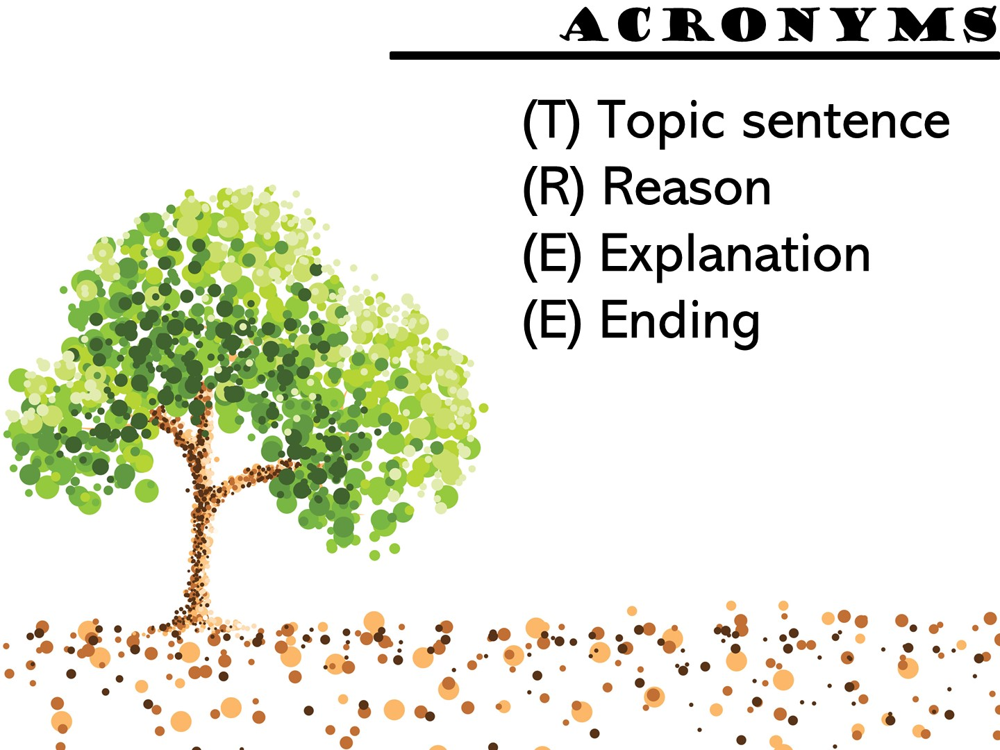 ACRONYMS
(T) Topic sentence
(R) Reason
(E) Explanation
(E) Ending